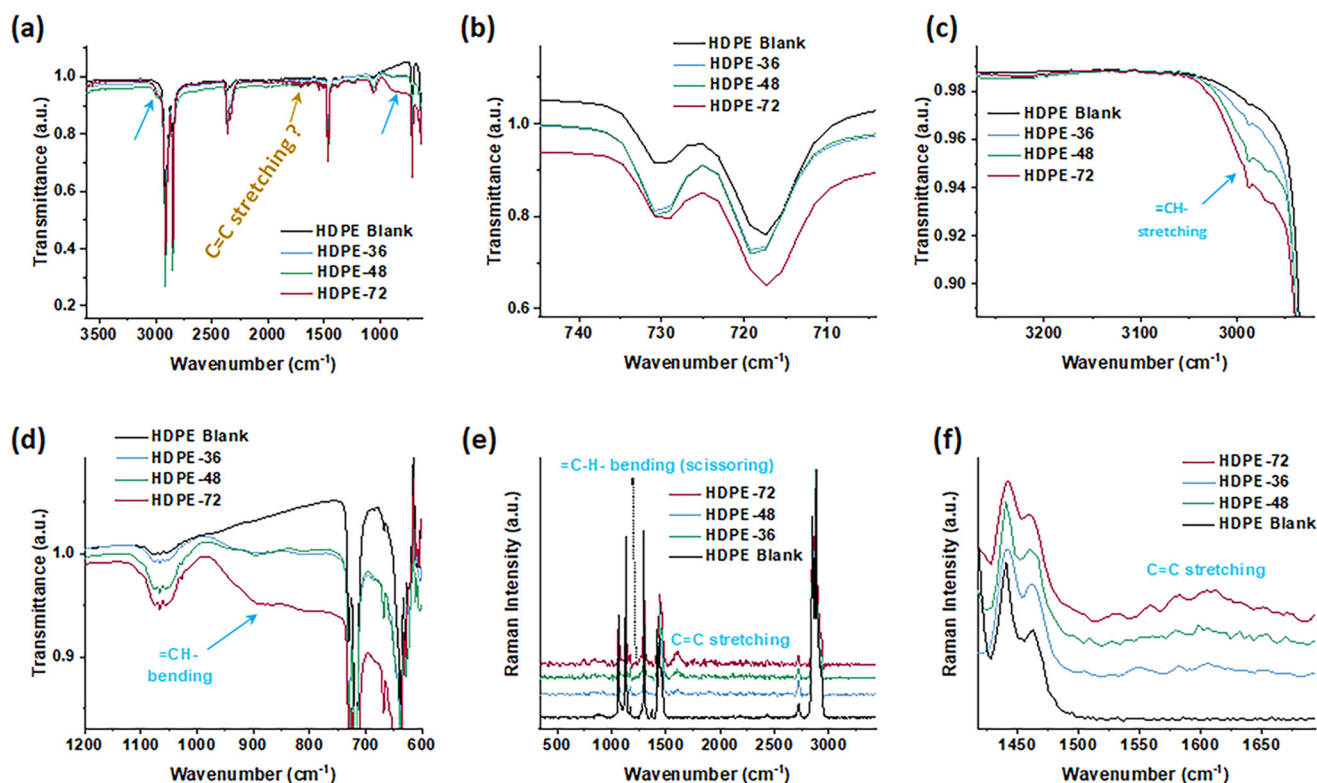 (a)
Transmittance (a.u.)
1.0
0.8
0.6
0.4
0.2
C=C stretching ?
HDPE Blank
HDPE-36
HDPE-48
HDPE-72
3500 3000 2500 2000 1500 1000
Wavenumber (cm⁻¹)
(b)
Transmittance (a.u.)
1.0
0.8
0.6
HDPE Blank
HDPE-36
HDPE-48
HDPE-72
740 730 720 710
Wavenumber (cm⁻¹)
(c)
Transmittance (a.u.)
0.98
0.96
0.94
0.92
0.90
HDPE Blank
HDPE-36
HDPE-48
HDPE-72
=CH-
stretching
3200 3100 3000
Wavenumber (cm⁻¹)
(d)
Transmittance (a.u.)
1.0
0.9
HDPE Blank
HDPE-36
HDPE-48
HDPE-72
=CH-
bending
1200 1100 1000 900 800 700 600
Wavenumber (cm⁻¹)
(e)
Raman Intensity (a.u.)
=C-H- bending (scissoring)
HDPE-72
HDPE-48
HDPE-36
HDPE Blank
C=C stretching
500 1000 1500 2000 2500 3000
Wavenumber (cm⁻¹)
(f)
Raman Intensity (a.u.)
HDPE-72
HDPE-36
HDPE-48
HDPE Blank
C=C stretching
1450 1500 1550 1600 1650
Wavenumber (cm⁻¹)